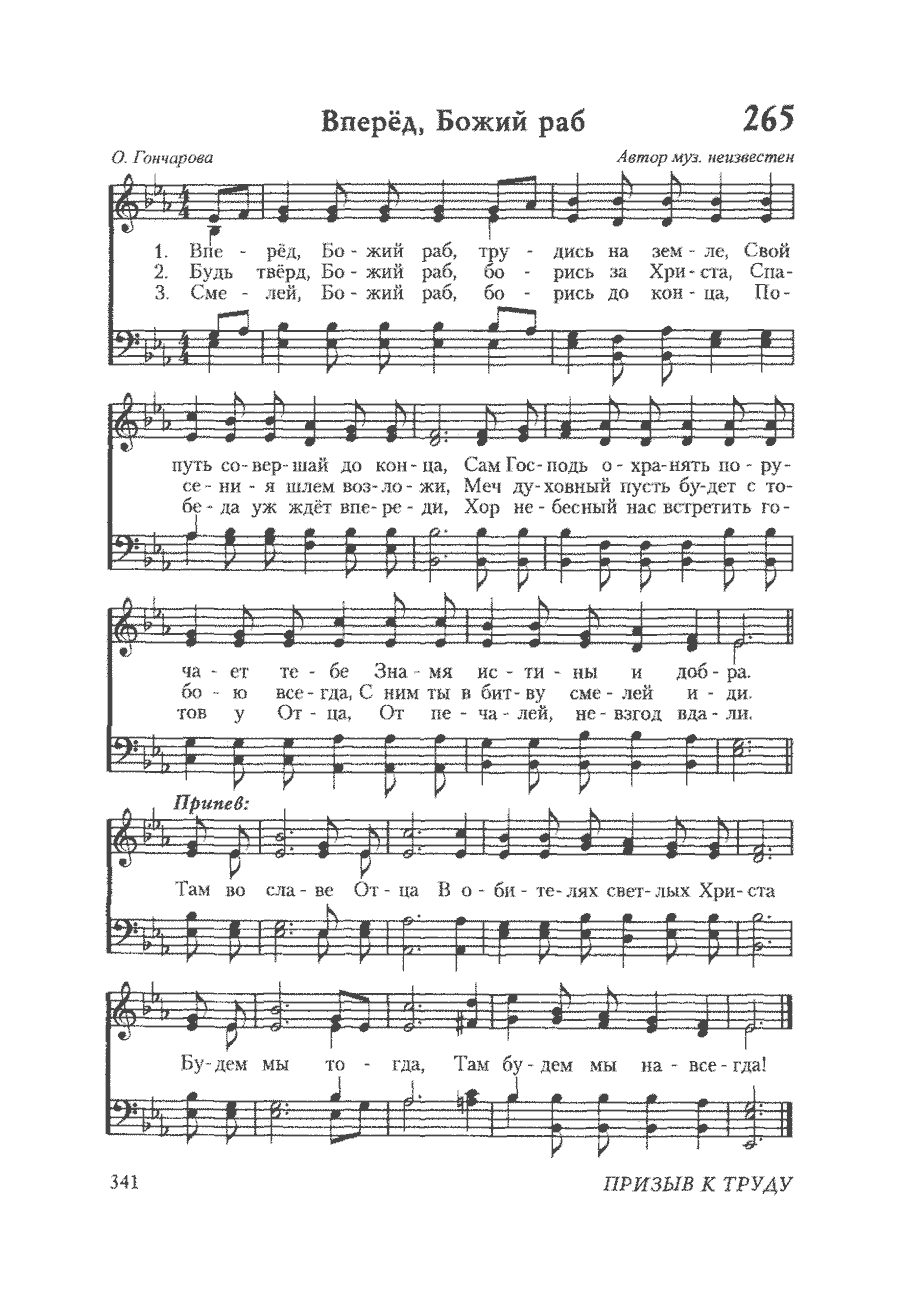 Вперёд, Божий раб 265
О. Гончарова Автор муз. неизвестен
1. Впе - рёд, Бо - жий раб, тру - дись на зем - ле, Свой
2. Будь твёрд, Бо - жий раб, бо - рись за Хри - ста, Спа-
3. Сме - лей, Бо - жий раб, бо - рись до кон - ца, По-
путь со-вер-шай до кон-ца, Сам Гос-подь о - хра-нять по - ру-
се - ни - я шлем воз-ло - жи, Меч ду-ховный пусть бу-дет с то-
бе - да уж ждёт впе-ре - ди, Хор не - бесный нас встретить го-
ча - ет те - бе Зна - мя ис - ти - ны и доб - ра.
бо - ю все - гда, С ним ты в бит-ву сме - лей и - ди.
тов у От - ца, От пе - ча - лей, не-взгод вда - ли.
Припев:
Там во сла - ве От - ца В о - би - те-лях свет-лых Хри-ста
Бу-дем мы то - гда, Там бу - дем мы на - все - гда!
341 ПРИЗЫВ К ТРУДУ